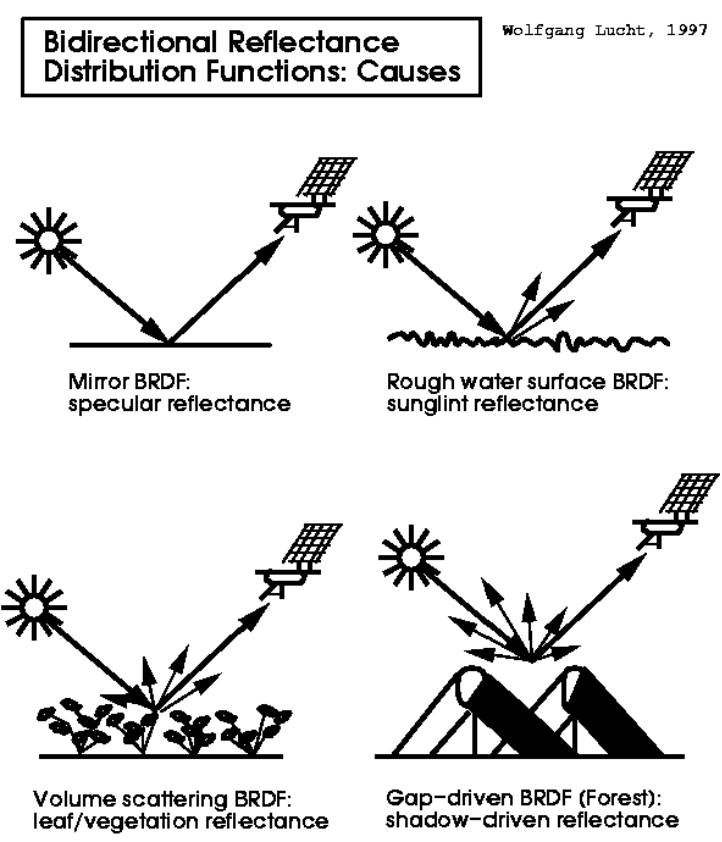 Bidirectional Reflectance
Distribution Functions: Causes
Wolfgang Lucht, 1997
Mirror BRDF:
specular reflectance
Rough water surface BRDF:
sunglint reflectance
Volume scattering BRDF:
leaf/vegetation reflectance
Gap-driven BRDF (Forest):
shadow-driven reflectance